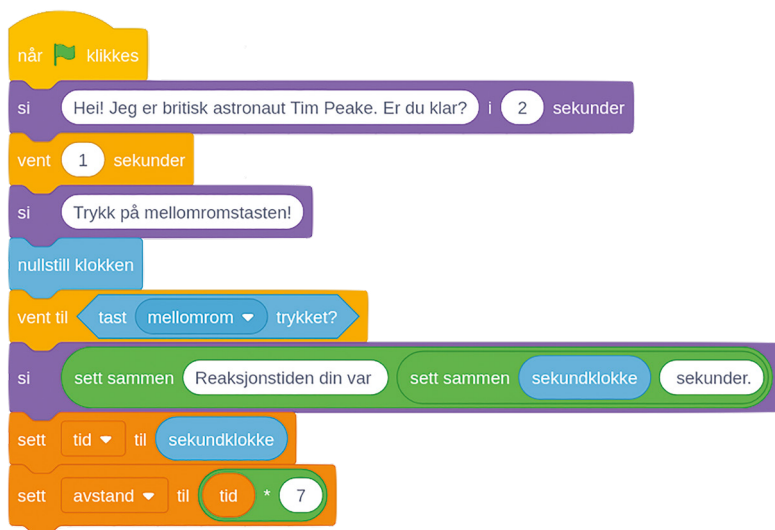 når klikkes
si Hei! Jeg er britisk astronaut Tim Peake. Er du klar? i 2 sekunder
vent 1 sekunder
si Trykk på mellomromstasten!
nullstill klokken
vent til tast mellomrom trykket?
si sett sammen Reaksjonstiden din var sett sammen sekundklokke sekunder.
sett tid til sekundklokke
sett avstand til tid * 7